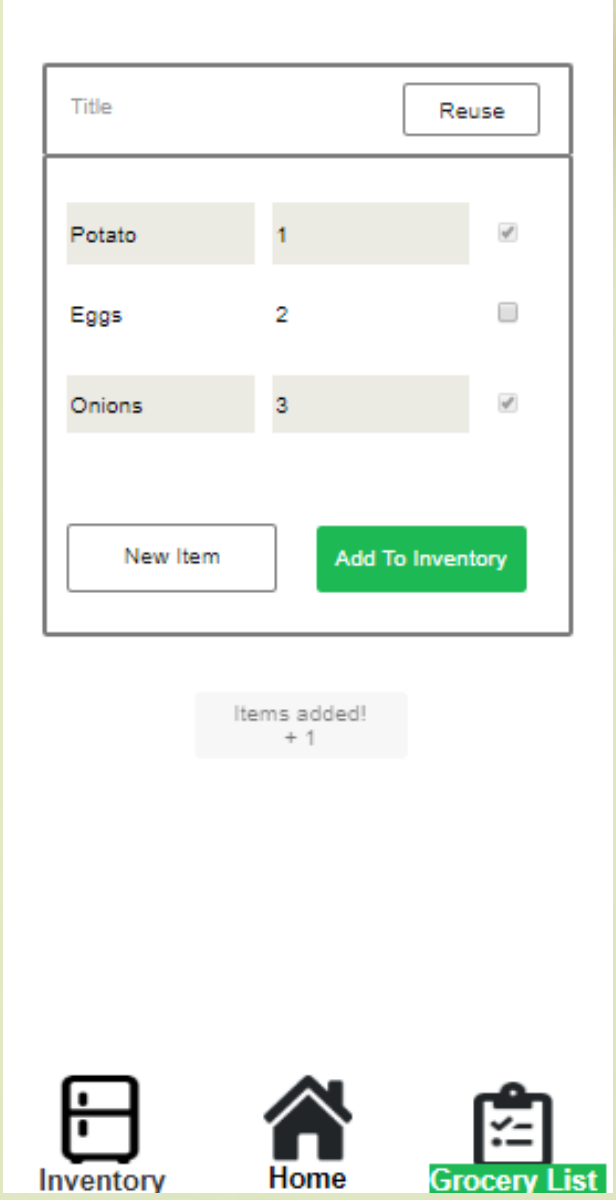 Title Reuse
Potato 1
Eggs 2
Onions 3
New Item Add To Inventory
Items added!
+ 1
Inventory Home Grocery List